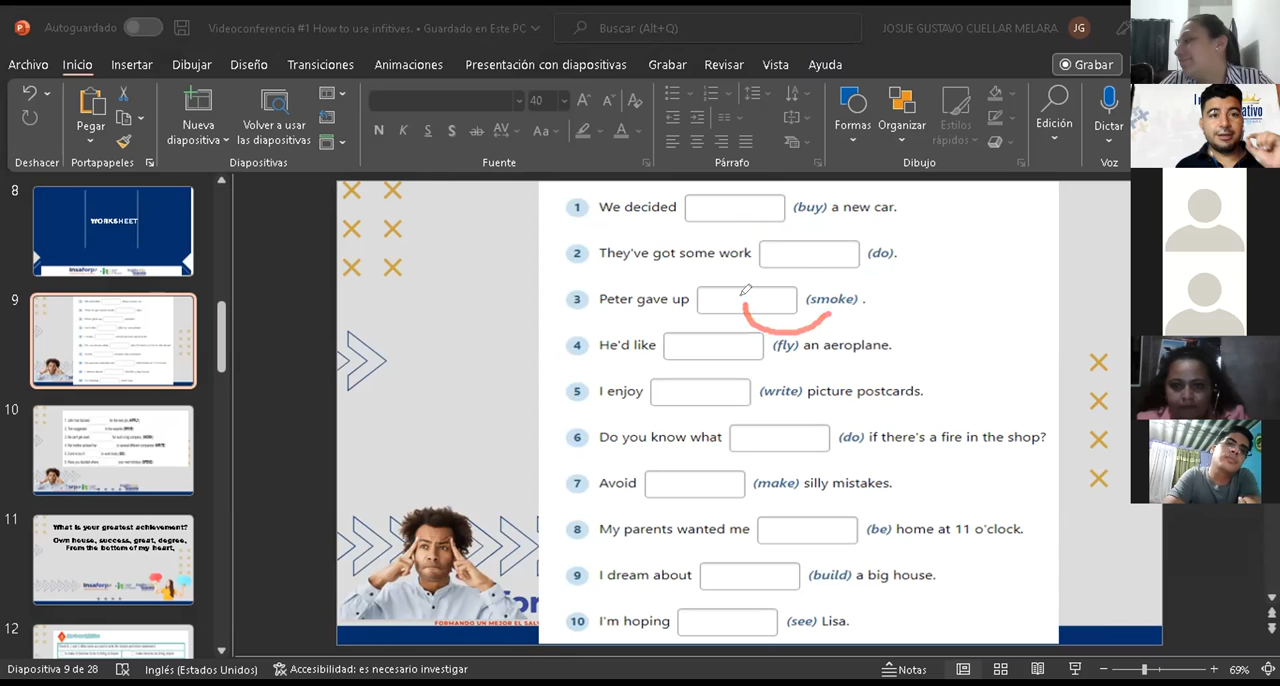 Autoguardado
Videoconferencia #1 How to use infitives. • Guardado en Este PC
Buscar (Alt+Q)
JOSUE GUSTAVO CUELLAR MELARA
JG
Archivo
Inicio
Insertar
Dibujar
Diseño
Transiciones
Animaciones
Presentación con diapositivas
Grabar
Revisar
Vista
Ayuda
Grabar
Pegar
Nueva diapositiva
Volver a usar las diapositivas
40
N K S S ab AV Aa A
Formas
Organizar
Estilos rápidos
Edición
Dictar
Deshacer
Portapapeles
Diapositivas
Fuente
Párrafo
Dibujo
Voz
8
WORKSHEET
9
10
11
What is your greatest achievement?
Own house, success, great, degree,
From the bottom of my heart,
12
1 We decided (buy) a new car.
2 They've got some work (do).
3 Peter gave up (smoke) .
4 He'd like (fly) an aeroplane.
5 I enjoy (write) picture postcards.
6 Do you know what (do) if there's a fire in the shop?
7 Avoid (make) silly mistakes.
8 My parents wanted me (be) home at 11 o'clock.
9 I dream about (build) a big house.
10 I'm hoping (see) Lisa.
FORMANDO UN MEJOR EL SAL
Diapositiva 9 de 28
Inglés (Estados Unidos)
Accesibilidad: es necesario investigar
Notas
69%